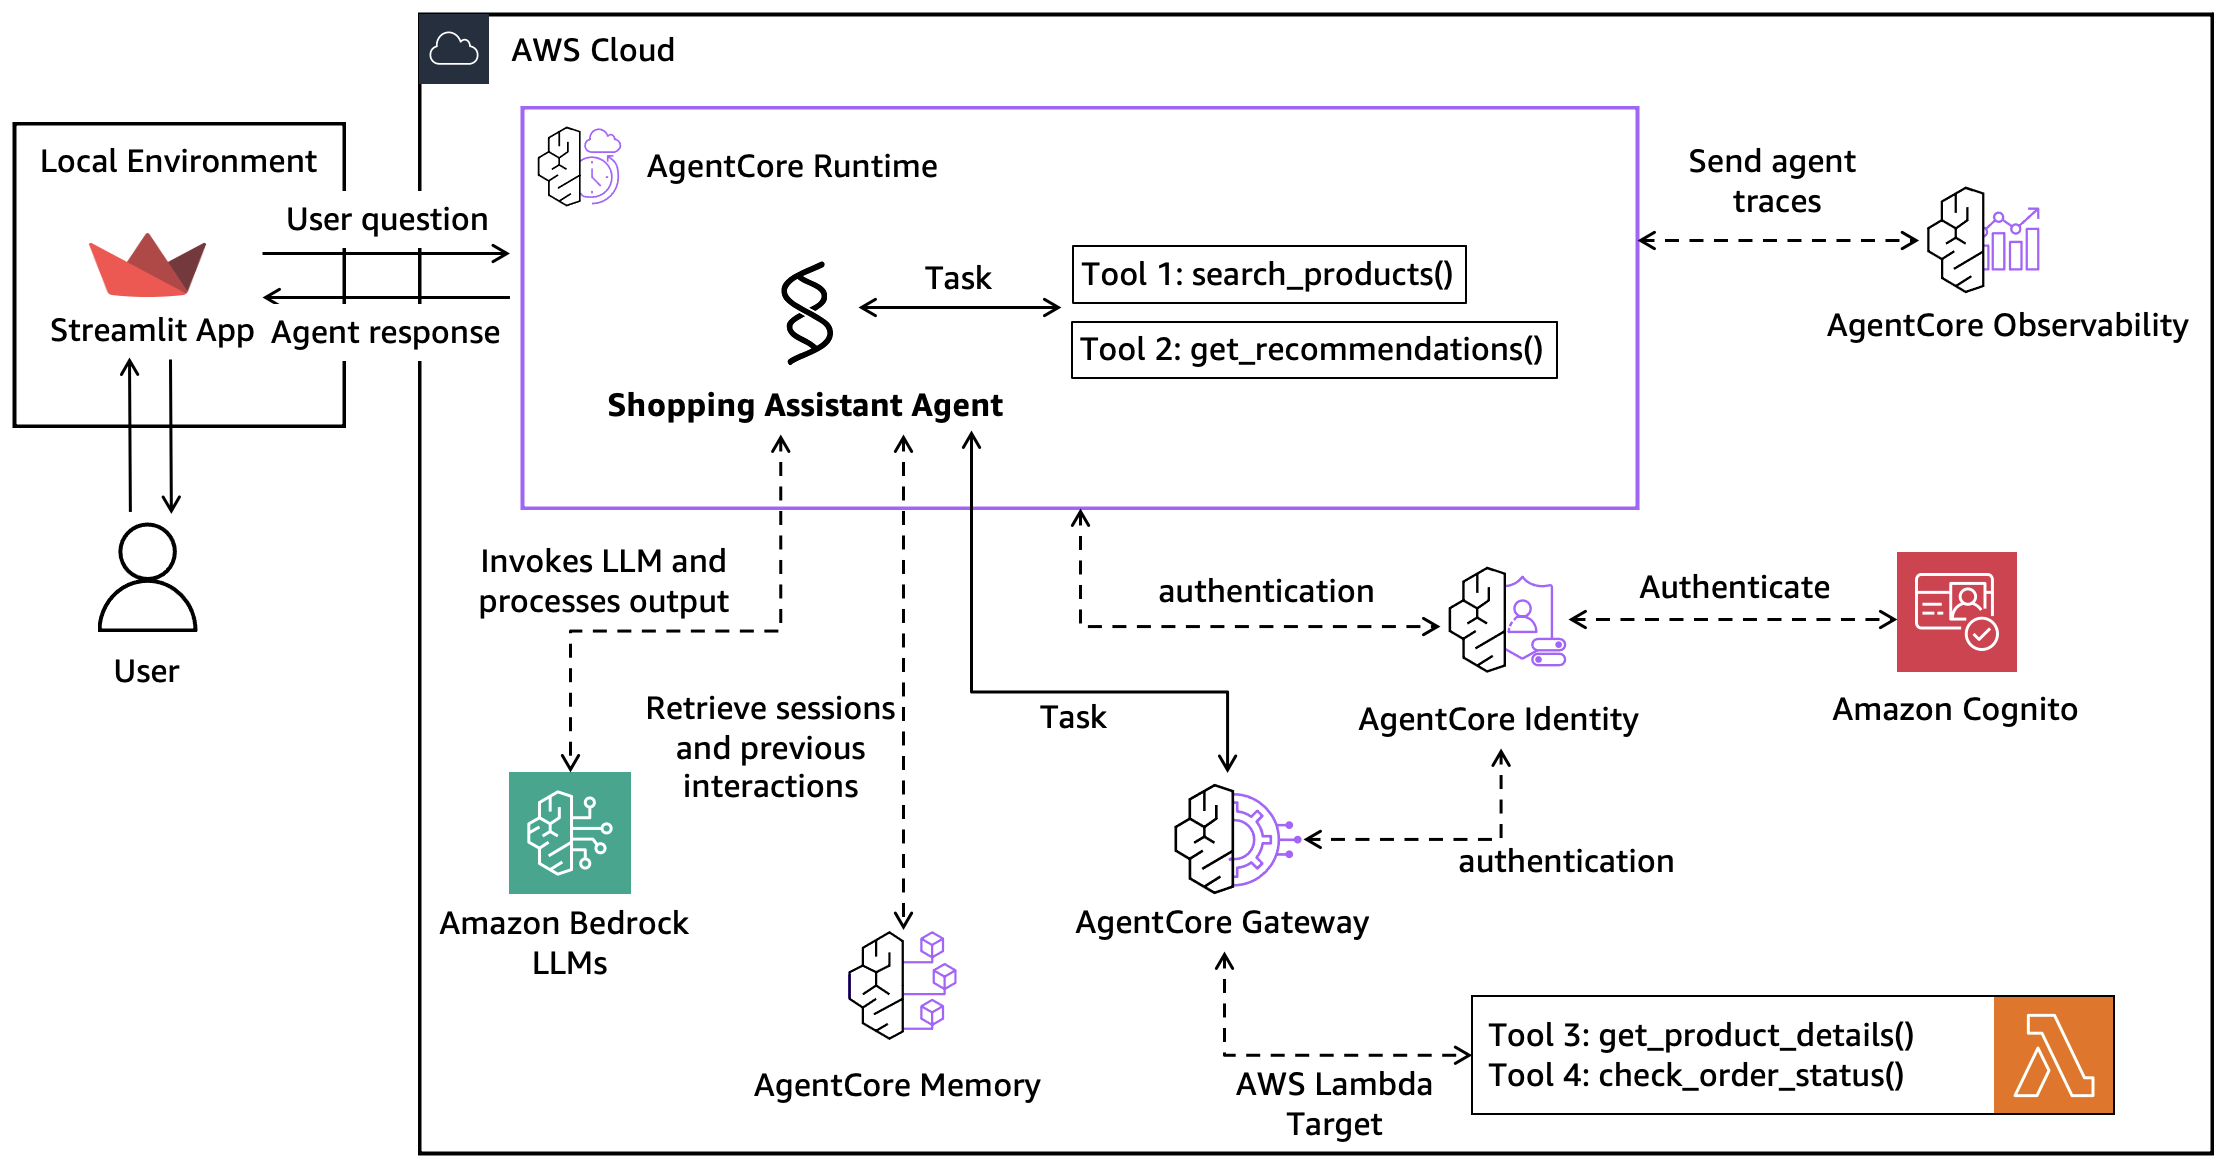 AWS Cloud
Local Environment
AgentCore Runtime
Send agent
traces
User question
Streamlit App
Agent response
Task
Tool 1: search_products()
Tool 2: get_recommendations()
AgentCore Observability
Shopping Assistant Agent
User
Invokes LLM and
processes output
authentication
Authenticate
Retrieve sessions
and previous
interactions
Task
AgentCore Identity
Amazon Cognito
authentication
Amazon Bedrock
LLMs
AgentCore Gateway
AgentCore Memory
AWS Lambda
Target
Tool 3: get_product_details()
Tool 4: check_order_status()